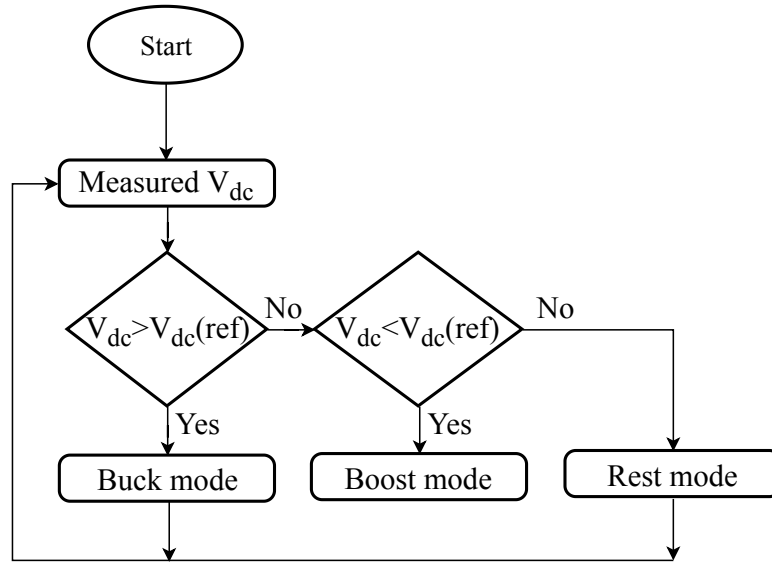 Start
Measured V_dc
V_dc>V_dc(ref)
No
V_dc<V_dc(ref)
No
Yes
Yes
Buck mode
Boost mode
Rest mode